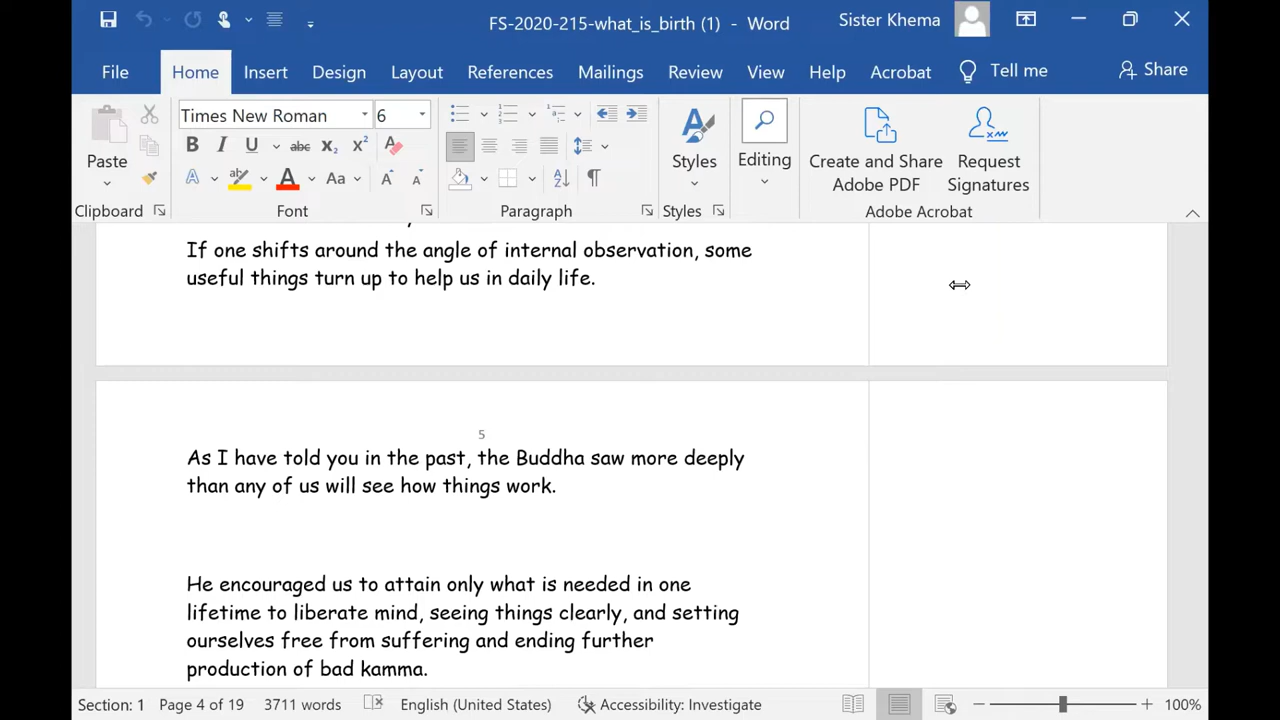 FS-2020-215-what_is_birth (1) - Word
Sister Khema
File Home Insert Design Layout References Mailings Review View Help Acrobat Tell me Share
Times New Roman 6
Paste
Styles
Editing
Create and Share
Adobe PDF
Request
Signatures
Clipboard Font Paragraph Styles Adobe Acrobat
If one shifts around the angle of internal observation, some
useful things turn up to help us in daily life.
5
As I have told you in the past, the Buddha saw more deeply
than any of us will see how things work.
He encouraged us to attain only what is needed in one
lifetime to liberate mind, seeing things clearly, and setting
ourselves free from suffering and ending further
production of bad kamma.
Section: 1 Page 4 of 19 3711 words English (United States) Accessibility: Investigate 100%